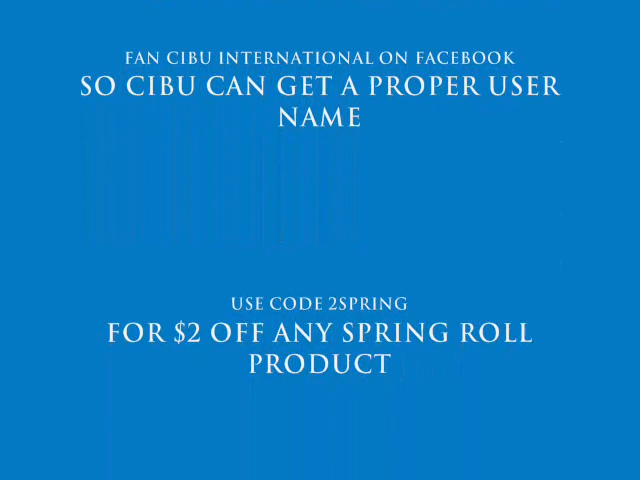 FAN CIBU INTERNATIONAL ON FACEBOOK
SO CIBU CAN GET A PROPER USER
NAME
USE CODE 2SPRING
FOR $2 OFF ANY SPRING ROLL
PRODUCT